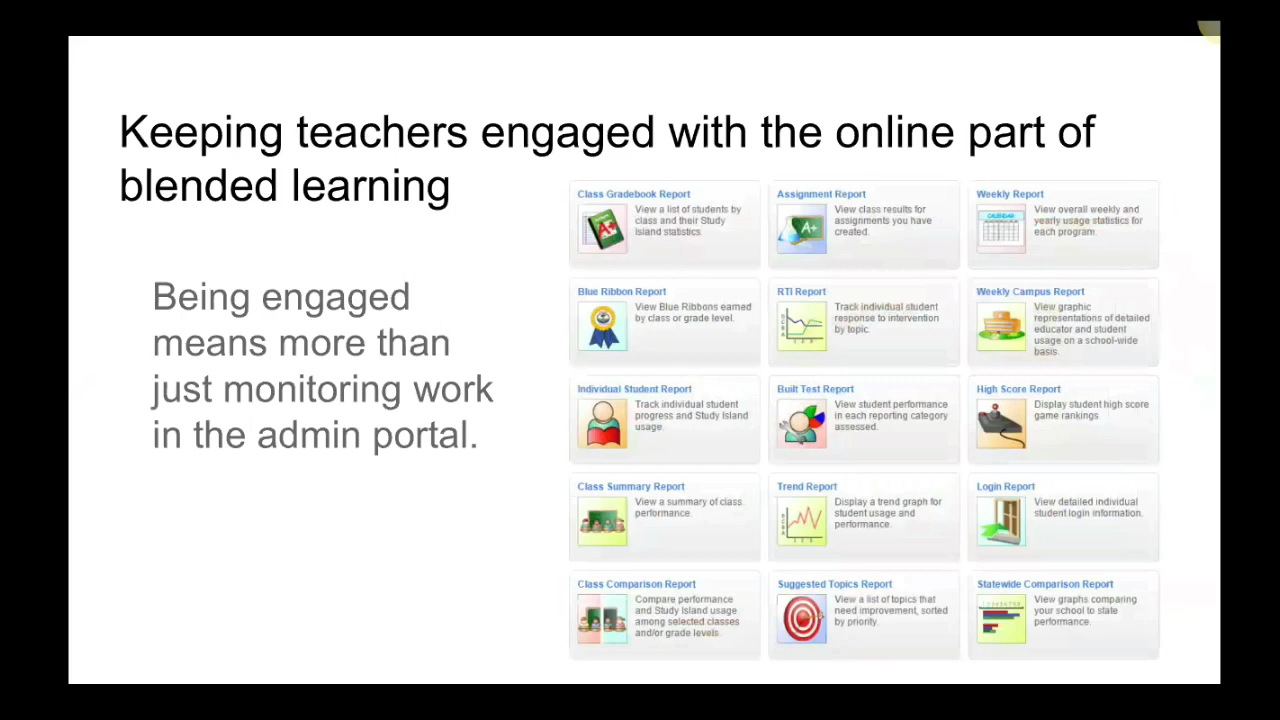 Keeping teachers engaged with the online part of
blended learning
Being engaged
means more than
just monitoring work
in the admin portal.
Class Gradebook Report
View a list of students by
class and their Study
Island statistics.
Assignment Report
View class results for
assignments you have
created.
Weekly Report
CALENDAR
View overall weekly and
yearly usage statistics for
each program.
Blue Ribbon Report
View Blue Ribbons earned
by class or grade level.
RTI Report
Track individual student
response to intervention
by topic.
Weekly Campus Report
View graphic
representations of detailed
educator and student
usage on a school-wide
basis.
Individual Student Report
Track individual student
progress and Study Island
usage.
Built Test Report
View student performance
in each reporting category
assessed.
High Score Report
Display student high score
game rankings.
Class Summary Report
View a summary of class
performance.
Trend Report
Display a trend graph for
student usage and
performance.
Login Report
View detailed individual
student login information.
Class Comparison Report
Compare performance
and Study Island usage
among selected classes
and/or grade levels.
Suggested Topics Report
View a list of topics that
need improvement, sorted
by priority.
Statewide Comparison Report
View graphs comparing
your school to state
performance.